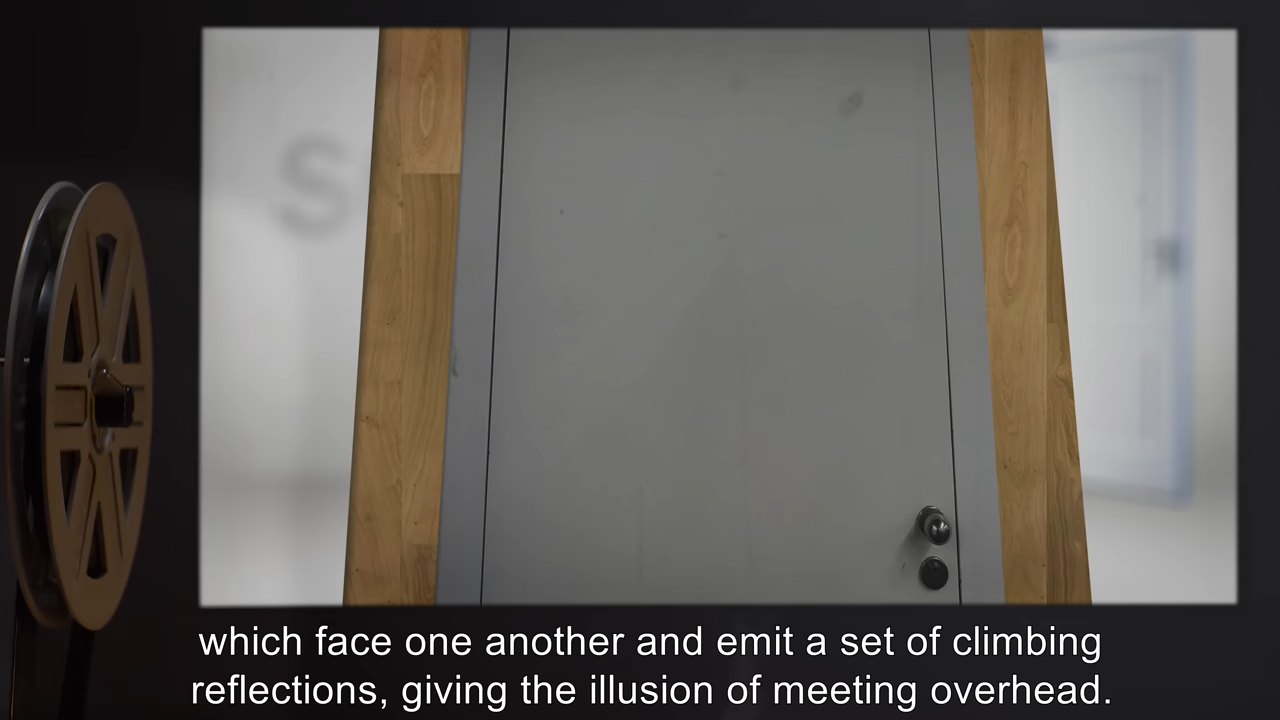 S
which face one another and emit a set of climbing
reflections, giving the illusion of meeting overhead.